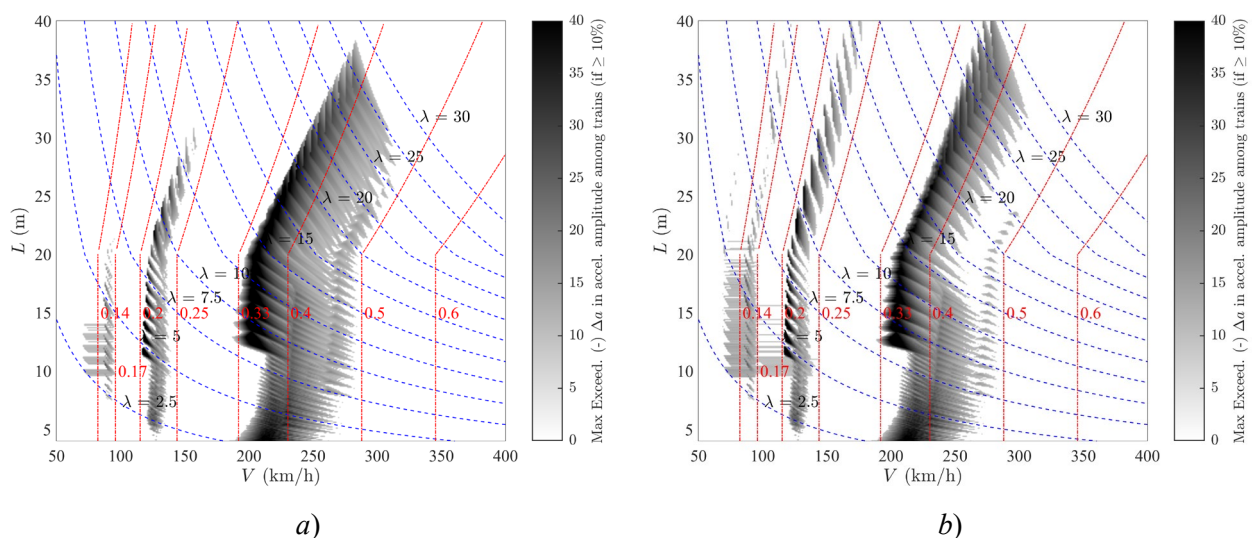 40
35
30
25
20
15
10
5
L (m)
50 100 150 200 250 300 350 400
V (km/h)
λ = 30
λ = 25
λ = 20
λ = 15
λ = 10
λ = 7.5
= 5
λ = 2.5
0.14 0.2 0.25 0.33 0.4 0.5 0.6
0.17
40
35
30
25
20
15
10
5
0
Max Exceed. (-) Δa in accel. amplitude among trains (if ≥ 10%)
a)
40
35
30
25
20
15
10
5
L (m)
50 100 150 200 250 300 350 400
V (km/h)
λ = 30
λ = 25
λ = 20
λ = 15
λ = 10
λ = 7.5
= 5
λ = 2.5
0.14 0.2 0.25 0.33 0.4 0.5 0.6
0.17
40
35
30
25
20
15
10
5
0
Max Exceed. (-) Δa in accel. amplitude among trains (if ≥ 10%)
b)